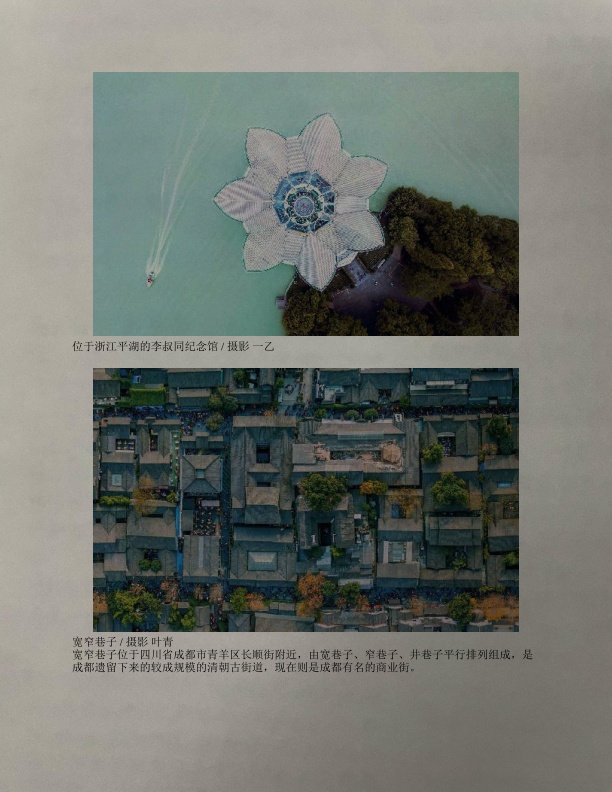 位于浙江平湖的李叔同纪念馆 / 摄影 一乙
宽窄巷子 / 摄影 叶青
宽窄巷子位于四川省成都市青羊区长顺街附近，由宽巷子、窄巷子、井巷子平行排列组成，是
成都遗留下来的较成规模的清朝古街道，现在则是成都有名的商业街。